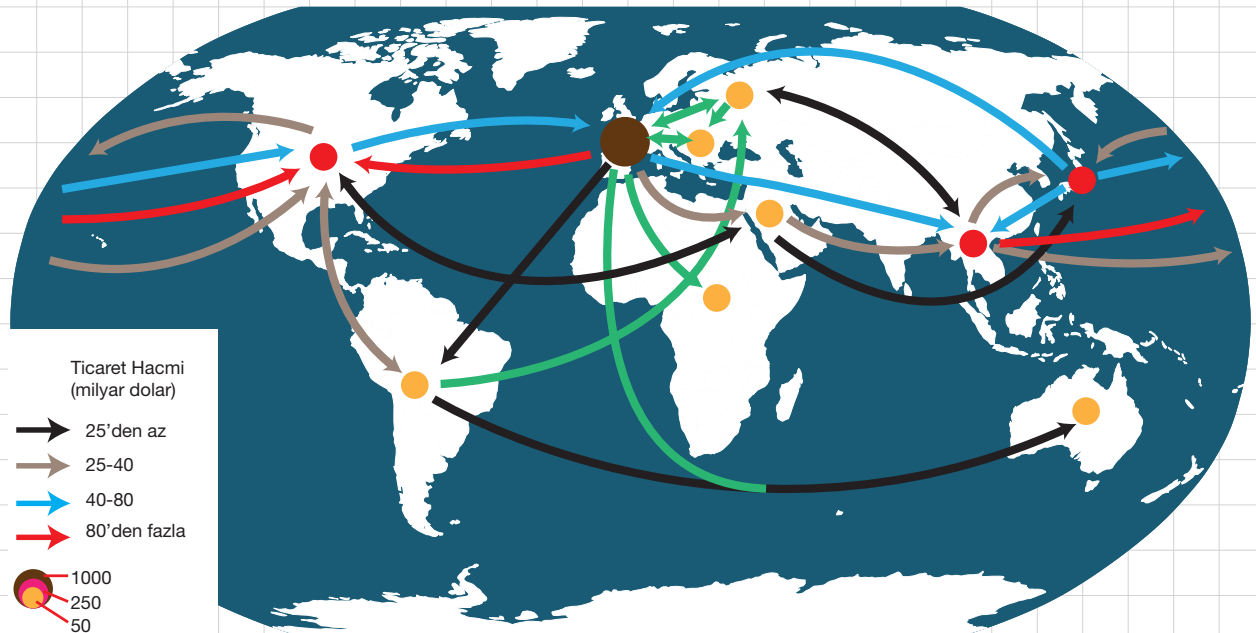 Ticaret Hacmi
(milyar dolar)
25’den az
25-40
40-80
80’den fazla
1000
250
50